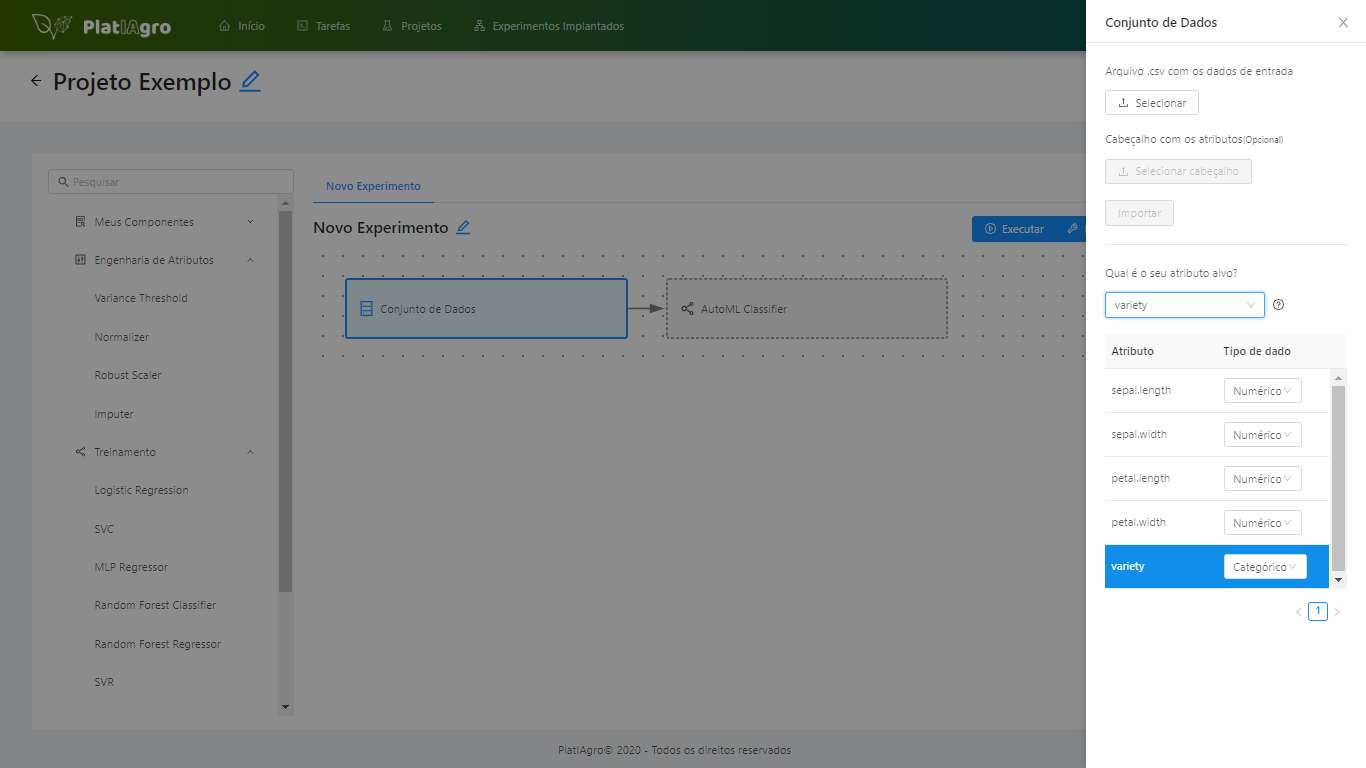 PlatIAgro
Início
Tarefas
Projetos
Experimentos Implantados
Projeto Exemplo
Pesquisar
Meus Componentes
Engenharia de Atributos
Variance Threshold
Normalizer
Robust Scaler
Imputer
Treinamento
Logistic Regression
SVC
MLP Regressor
Random Forest Classifier
Random Forest Regressor
SVR
Novo Experimento
Novo Experimento
Executar
Conjunto de Dados
AutoML Classifier
PlatIAgro© 2020 - Todos os direitos reservados
Conjunto de Dados
Arquivo .csv com os dados de entrada
Selecionar
Cabeçalho com os atributos(Opcional)
Selecionar cabeçalho
Importar
Qual é o seu atributo alvo?
variety
Atributo Tipo de dado
sepal.length Numérico
sepal.width Numérico
petal.length Numérico
petal.width Numérico
variety Categórico
< 1 >